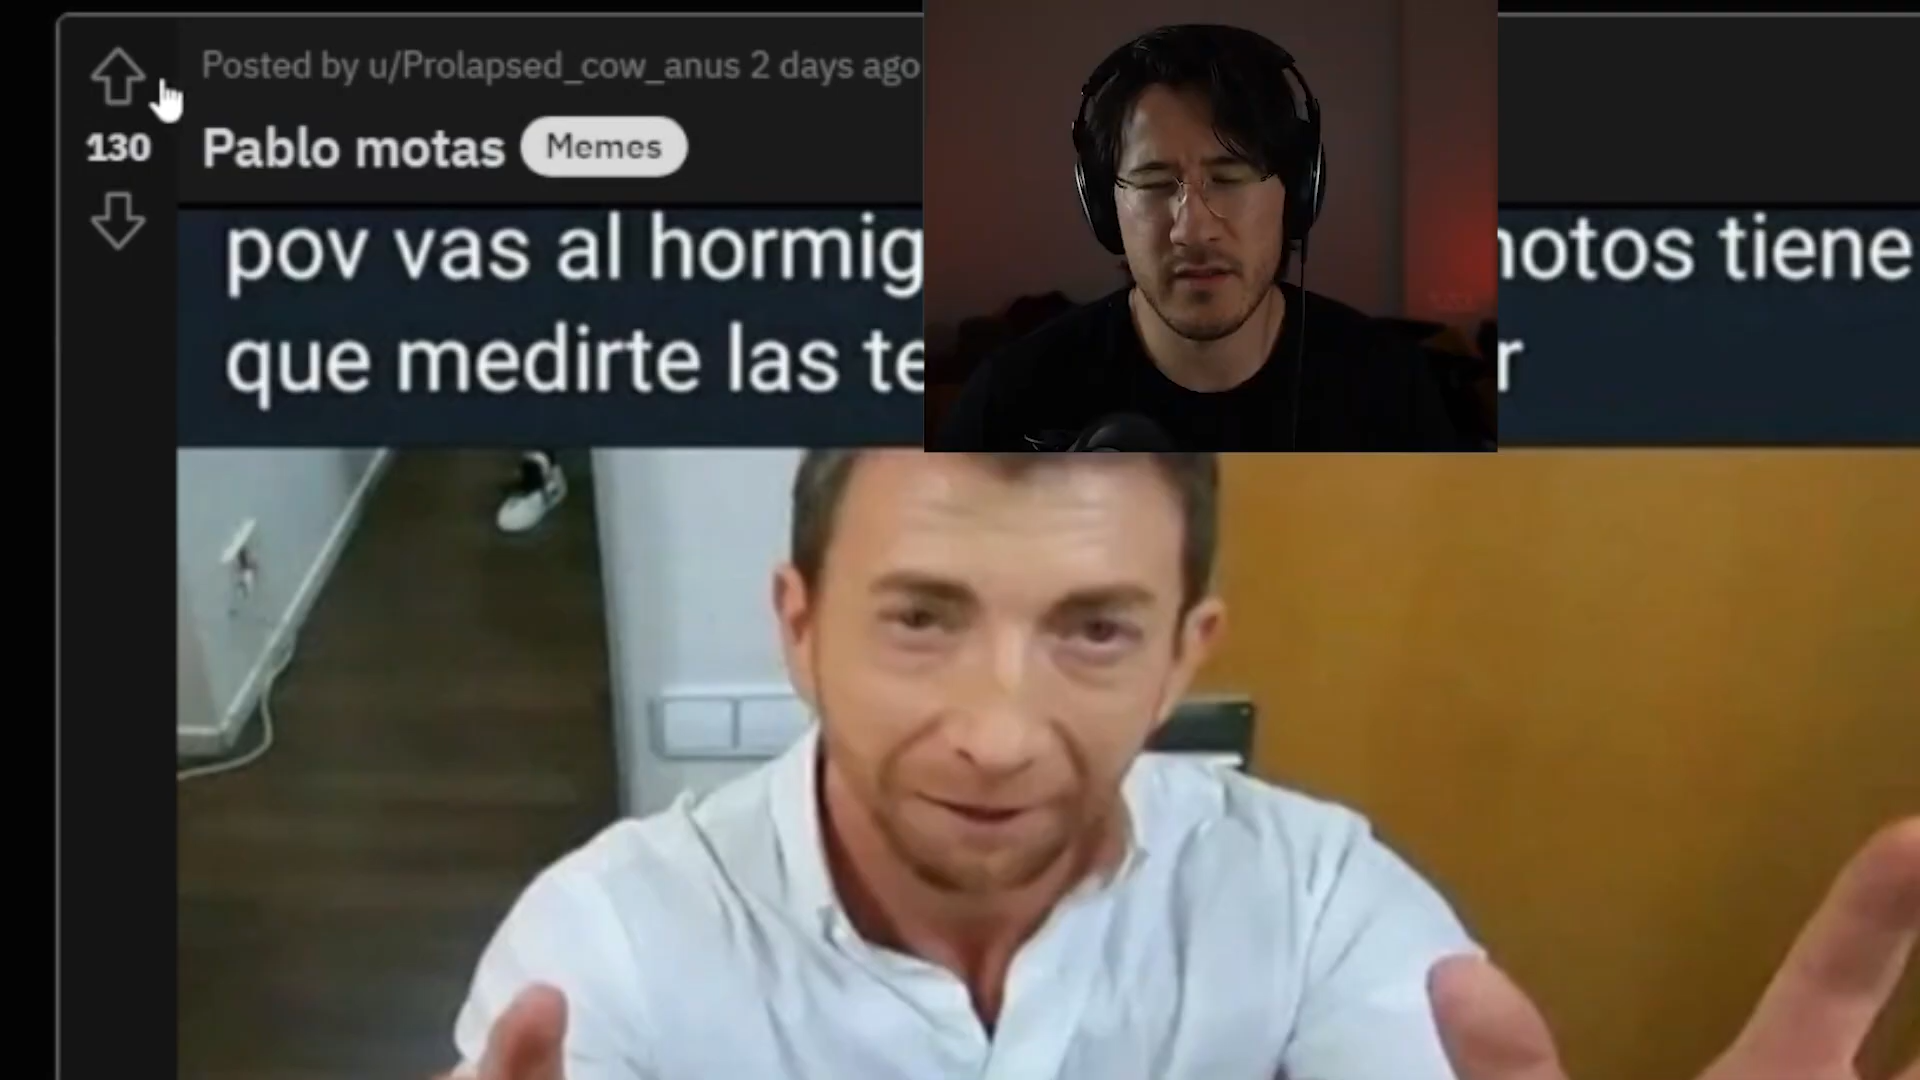 Posted by u/Prolapsed_cow_anus 2 days ago
130
Pablo motas Memes
pov vas al hormig notos tiene
que medirte las te r